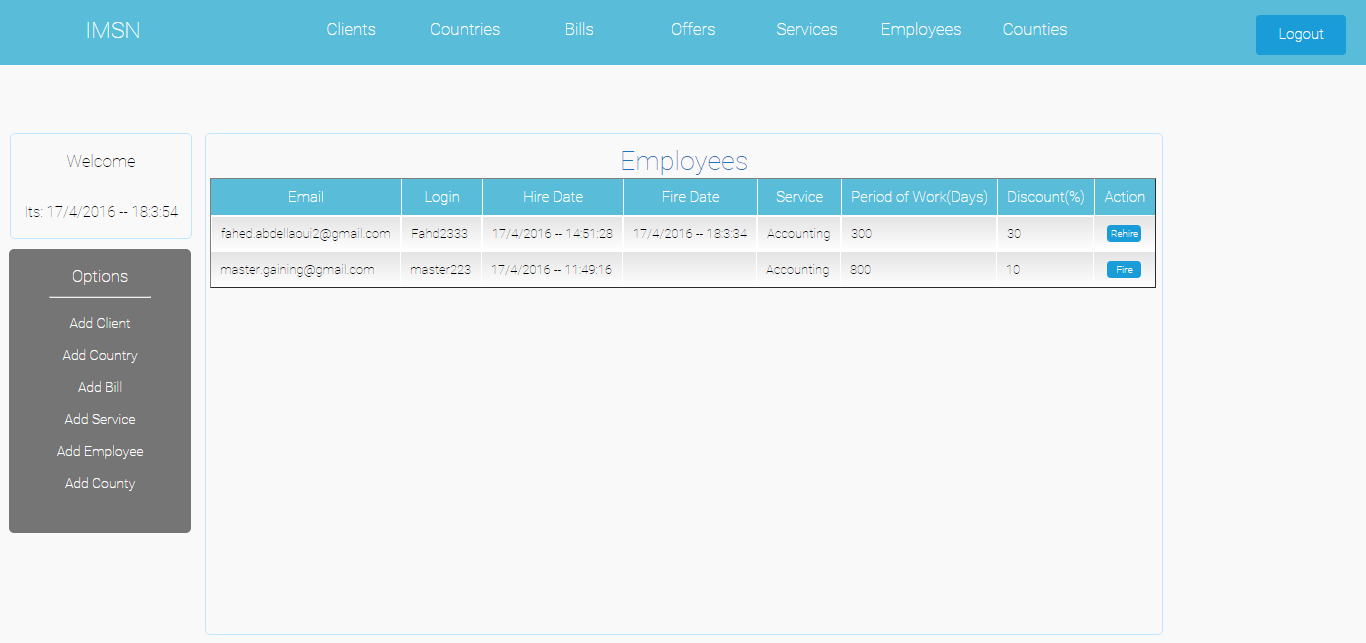 IMSN Clients Countries Bills Offers Services Employees Counties Logout
Welcome
Its: 17/4/2016 -- 18:3:54
Options
Add Client
Add Country
Add Bill
Add Service
Add Employee
Add County
Employees
Email Login Hire Date Fire Date Service Period of Work(Days) Discount(%) Action
fahed.abdellaoui2@gmail.com Fahd2333 17/4/2016 -- 14:51:28 17/4/2016 -- 18:3:34 Accounting 300 30 Rehire
master.gaining@gmail.com master223 17/4/2016 -- 11:49:16 Accounting 800 10 Fire